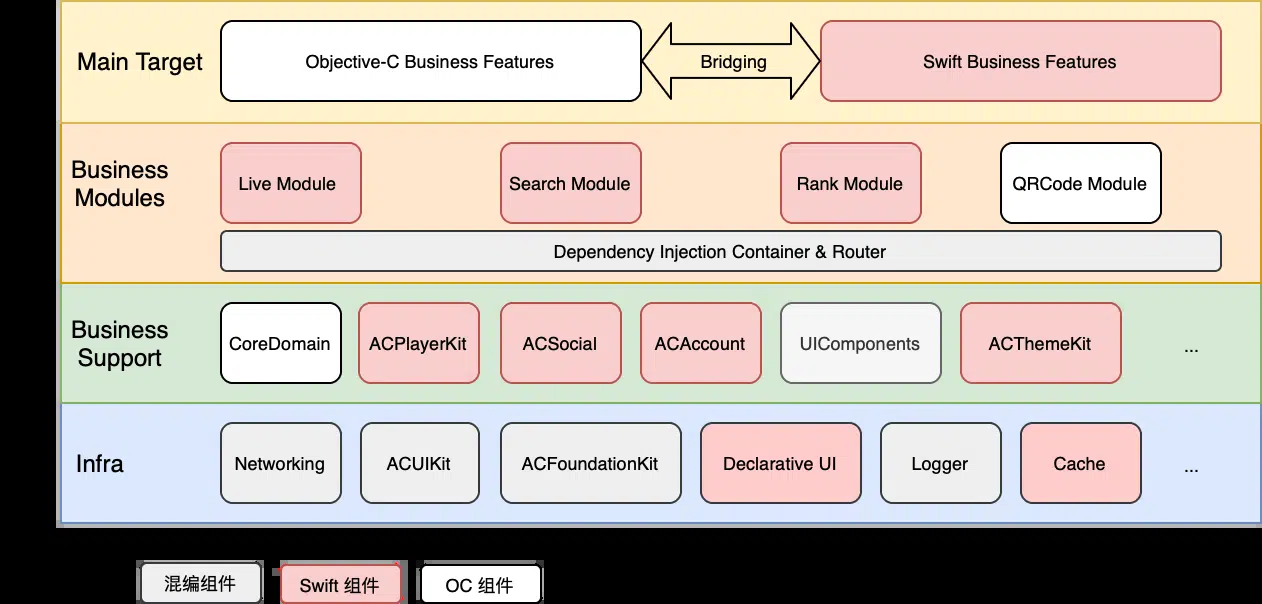 Main Target
Objective-C Business Features
Bridging
Swift Business Features
Business
Modules
Live Module
Search Module
Rank Module
QRCode Module
Dependency Injection Container & Router
Business
Support
CoreDomain
ACPlayerKit
ACSocial
ACAccount
UIComponents
ACThemeKit
...
Infra
Networking
ACUIKit
ACFoundationKit
Declarative UI
Logger
Cache
...
混编组件
Swift 组件
OC 组件